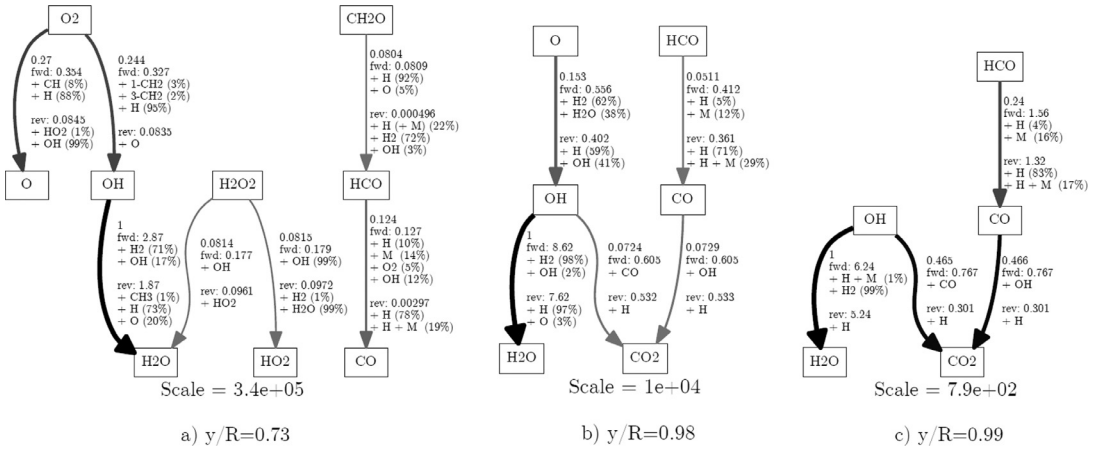 O2
0.27
fwd: 0.354
+ CH (8%)
+ H (88%)
rev: 0.0845
+ HO2 (1%)
+ OH (99%)
0.244
fwd: 0.327
+ 1-CH2 (3%)
+ 3-CH2 (2%)
+ H (95%)
rev: 0.0835
+ O
CH2O
0.0804
fwd: 0.0809
+ H (92%)
+ O (5%)
rev: 0.000496
+ H (+ M) (22%)
+ H2 (72%)
+ OH (3%)
O
OH
H2O2
HCO
1
fwd: 2.87
+ H2 (71%)
+ OH (17%)
rev: 1.87
+ CH3 (1%)
+ H (73%)
+ O (20%)
0.0814
fwd: 0.177
+ OH
rev: 0.0961
+ HO2
0.0815
fwd: 0.179
+ OH (99%)
rev: 0.0972
+ H2 (1%)
+ H2O (99%)
0.124
fwd: 0.127
+ H (10%)
+ M (14%)
+ O2 (5%)
+ OH (12%)
rev: 0.00297
+ H (78%)
+ H + M (19%)
H2O
HO2
CO
Scale = 3.4e+05
a) y/R=0.73
O
HCO
0.153
fwd: 0.556
+ H2 (62%)
+ H2O (38%)
rev: 0.402
+ H (59%)
+ OH (41%)
0.0511
fwd: 0.412
+ H (5%)
+ M (12%)
rev: 0.361
+ H (71%)
+ H + M (29%)
OH
CO
1
fwd: 8.62
+ H2 (98%)
+ OH (2%)
rev: 7.62
+ H (97%)
+ O (3%)
0.0724
fwd: 0.605
+ CO
rev: 0.532
+ H
0.0729
fwd: 0.605
+ OH
rev: 0.533
+ H
H2O
CO2
Scale = 1e+04
b) y/R=0.98
HCO
0.24
fwd: 1.56
+ H (4%)
+ M (16%)
rev: 1.32
+ H (83%)
+ H + M (17%)
OH
CO
1
fwd: 6.24
+ H + M (1%)
+ H2 (99%)
rev: 5.24
+ H
0.465
fwd: 0.767
+ CO
rev: 0.301
+ H
0.466
fwd: 0.767
+ OH
rev: 0.301
+ H
H2O
CO2
Scale = 7.9e+02
c) y/R=0.99